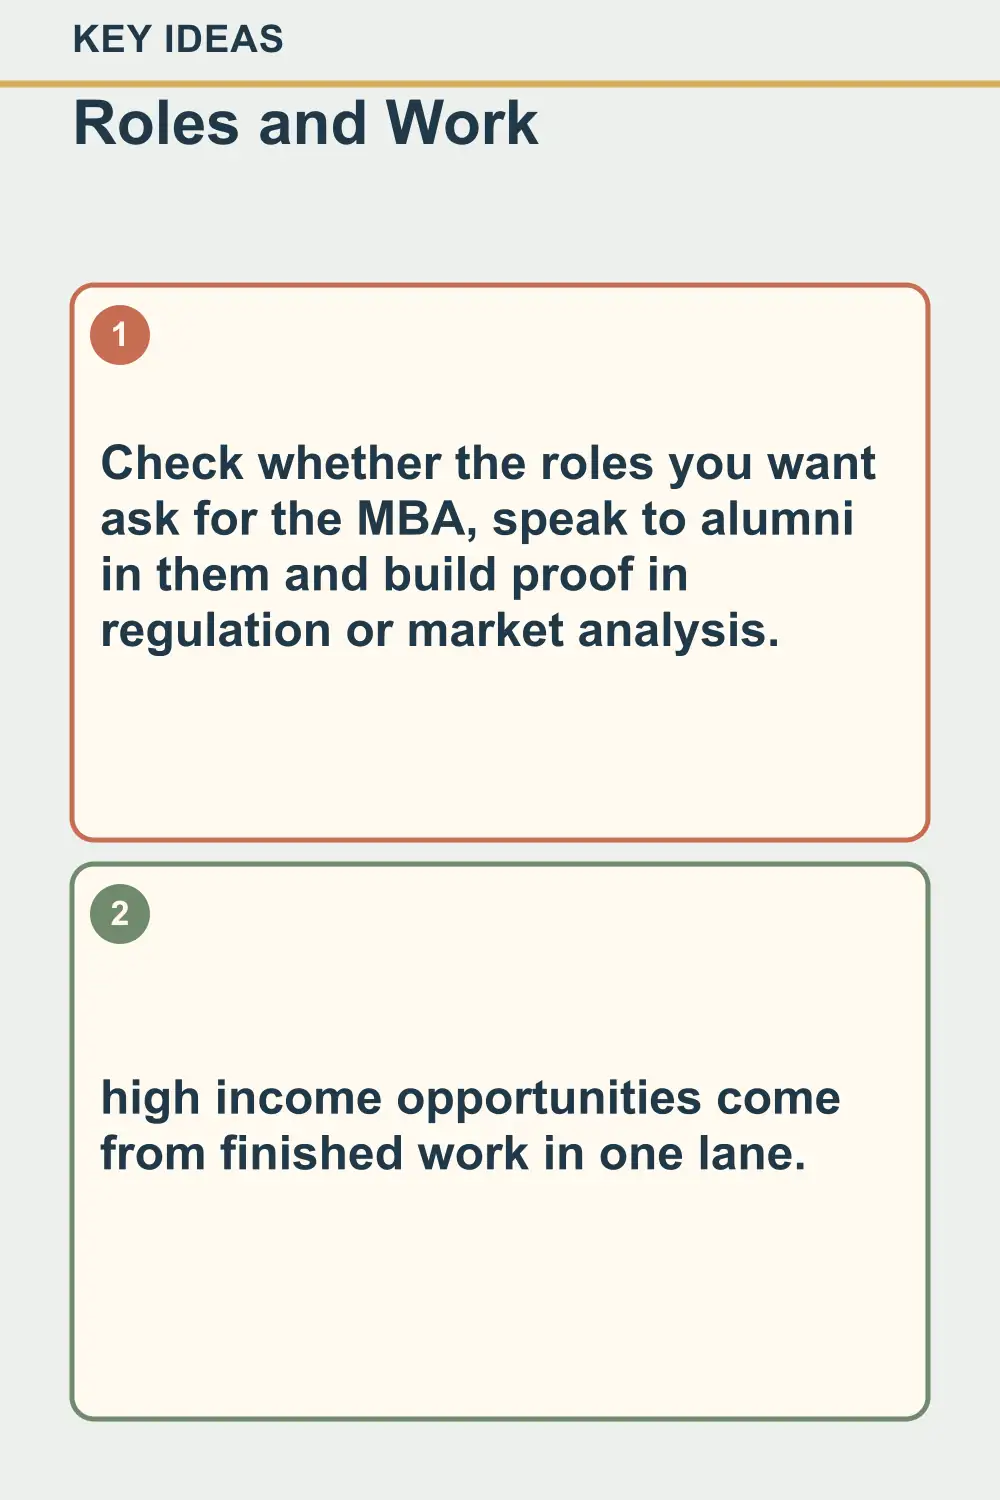 KEY IDEAS
Roles and Work
1
Check whether the roles you want
ask for the MBA, speak to alumni
in them and build proof in
regulation or market analysis.
2
high income opportunities come
from finished work in one lane.